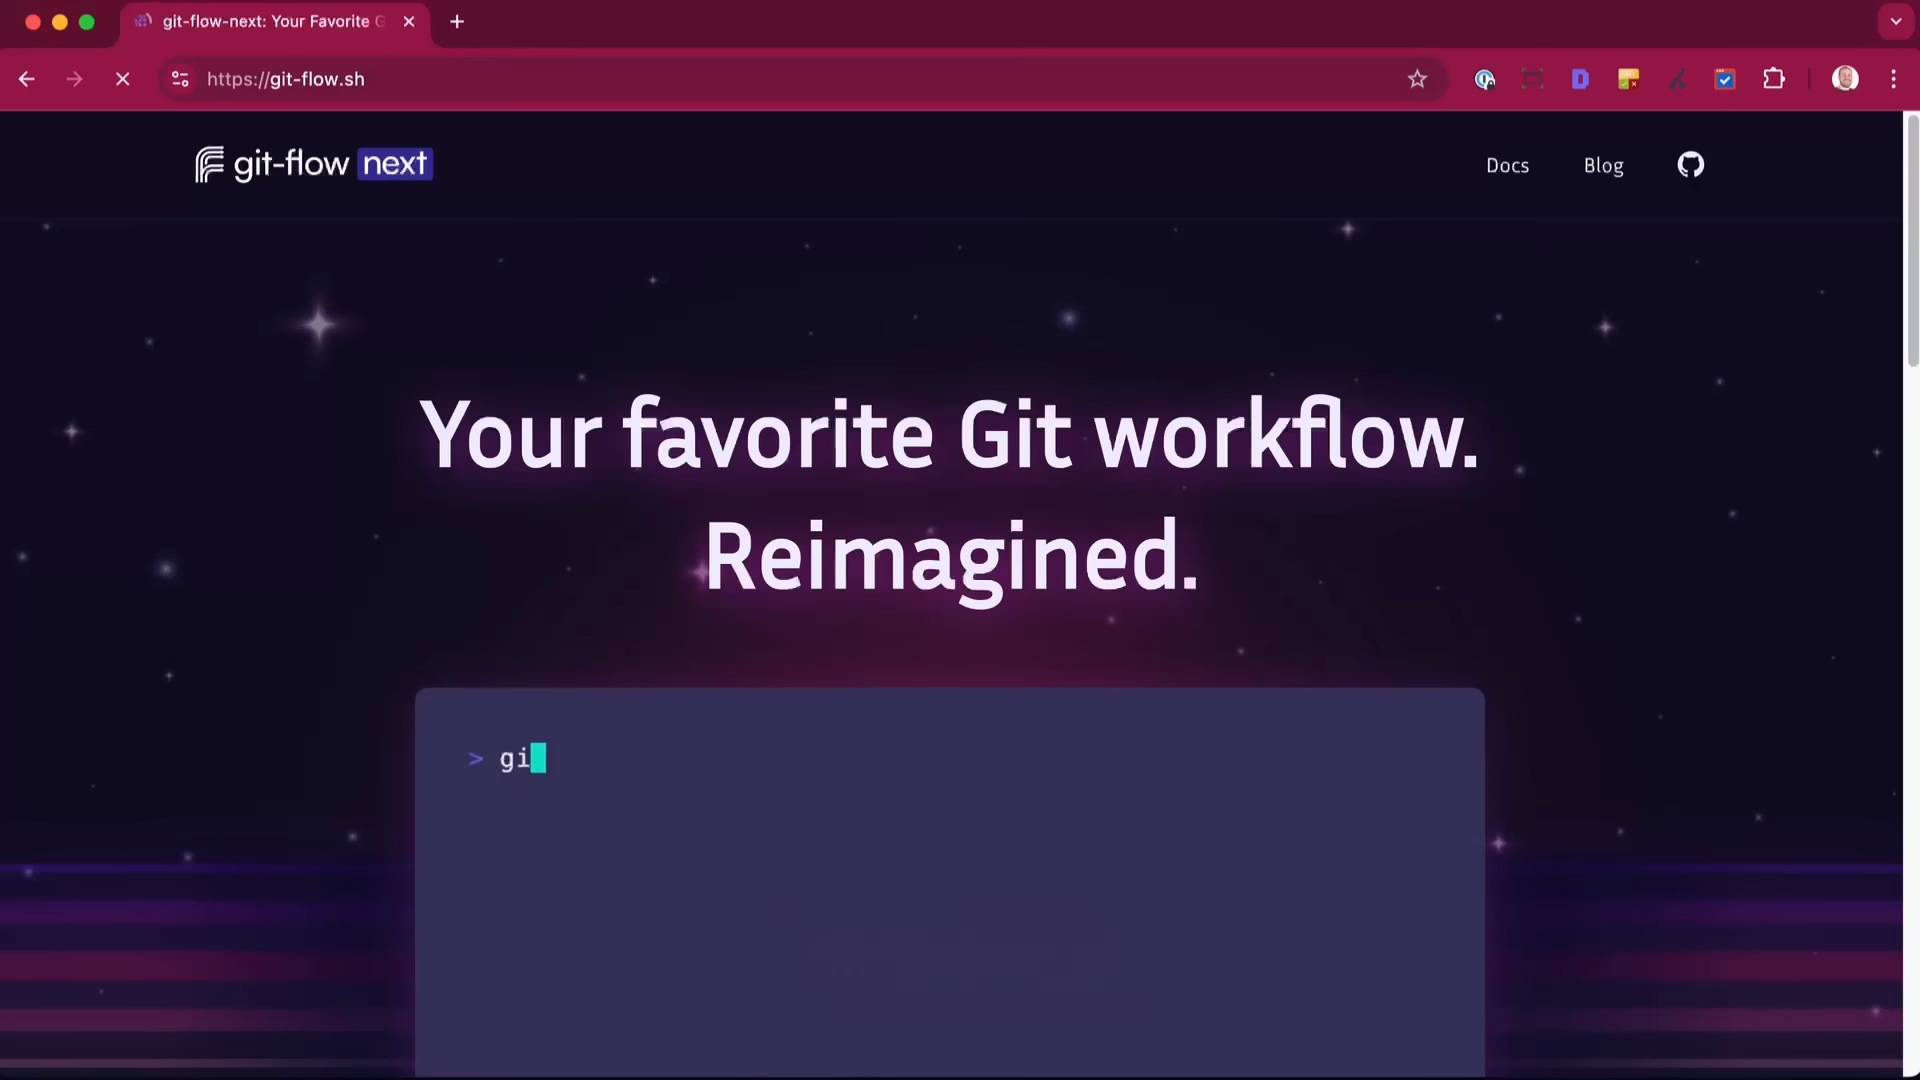 git-flow-next: Your Favorite G
https://git-flow.sh
git-flow next
Docs
Blog
Your favorite Git workflow.
Reimagined.
> gi